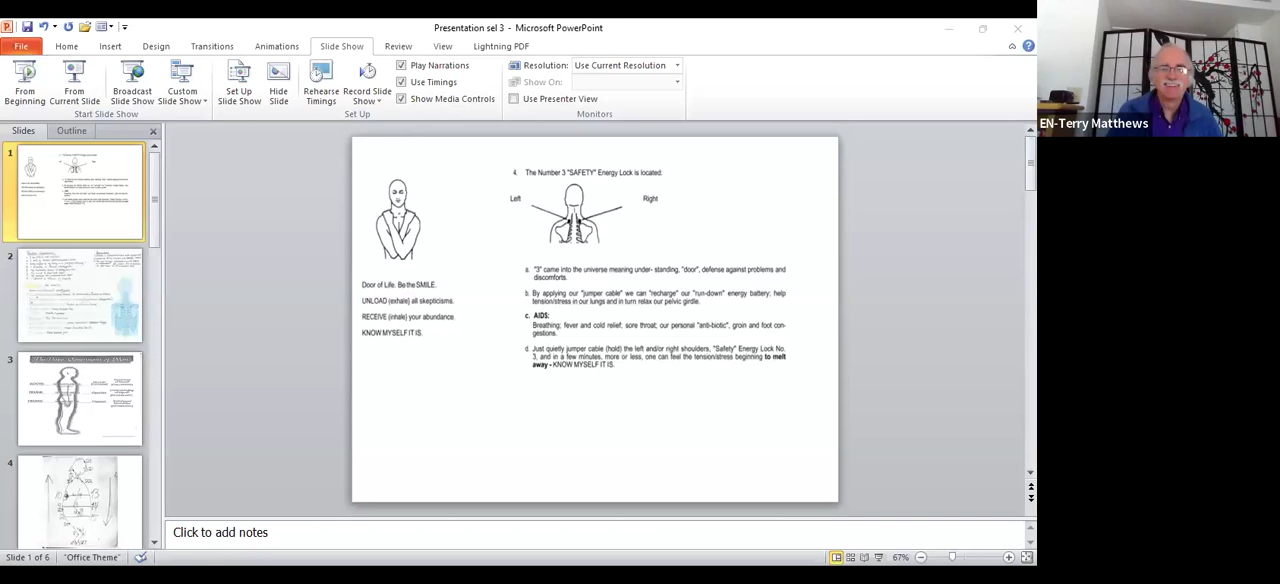 Presentation sel 3 - Microsoft PowerPoint
File Home Insert Design Transitions Animations Slide Show Review View Lightning PDF
From Beginning
From Current Slide
Broadcast Slide Show
Custom Slide Show
Start Slide Show
Set Up Slide Show
Hide Slide
Rehearse Timings
Record Slide Show
Play Narrations
Use Timings
Show Media Controls
Set Up
Resolution: Use Current Resolution
Show On:
Use Presenter View
Monitors
EN-Terry Matthews
Slides Outline
1
2
3
4
4. The Number 3 "SAFETY" Energy Lock is located:
Left Right
Door of Life. Be the SMILE.
UNLOAD (exhale) all skepticisms.
RECEIVE (inhale) your abundance.
KNOW MYSELF IT IS.
a. "3" came into the universe meaning under- standing, "door", defense against problems and
discomforts.
b. By applying our "jumper cable" we can "recharge" our "run-down" energy battery; help
tension/stress in our lungs and in turn relax our pelvic girdle.
c. AIDS:
Breathing; fever and cold relief, sore throat; our personal "anti-biotic", groin and foot con-
gestions.
d. Just quietly jumper cable (hold) the left and/or right shoulders, "Safety" Energy Lock No.
3, and in a few minutes, more or less, one can feel the tension/stress beginning to melt
away - KNOW MYSELF IT IS.
Click to add notes
Slide 1 of 6 "Office Theme" 67%